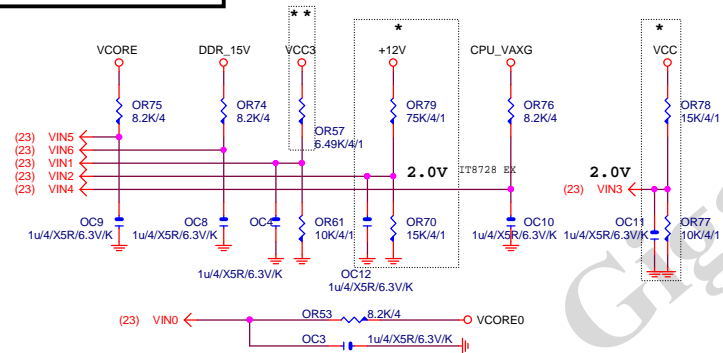 * *
*
*
VCORE
DDR_15V
VCC3
+12V
CPU_VAXG
VCC
OR75
8.2K/4
OR74
8.2K/4
OR57
6.49K/4/1
OR79
75K/4/1
OR76
8.2K/4
OR78
15K/4/1
(23) VIN5
(23) VIN6
(23) VIN1
(23) VIN2
(23) VIN4
2.0V IT8728 EX
2.0V
(23) VIN3
OC9
1u/4/X5R/6.3V/K
OC8
1u/4/X5R/6.3V/K
OC4
1u/4/X5R/6.3V/K
OR61
10K/4/1
OC12
1u/4/X5R/6.3V/K
OR70
15K/4/1
OC10
1u/4/X5R/6.3V/K
OC11
1u/4/X5R/6.3V/K
OR77
10K/4/1
(23) VIN0
OR53
8.2K/4
VCORE0
OC3
1u/4/X5R/6.3V/K
Giga